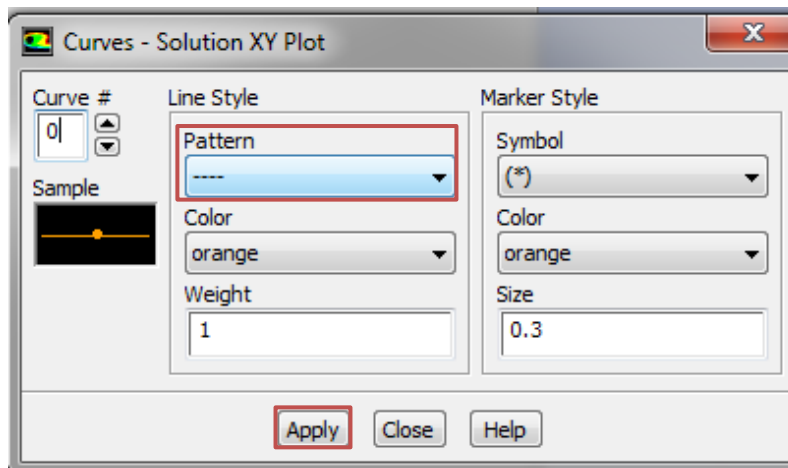 Curves - Solution XY Plot
x
Curve #
0
Sample
Line Style
Pattern
----
Color
orange
Weight
1
Marker Style
Symbol
(*)
Color
orange
Size
0.3
Apply
Close
Help